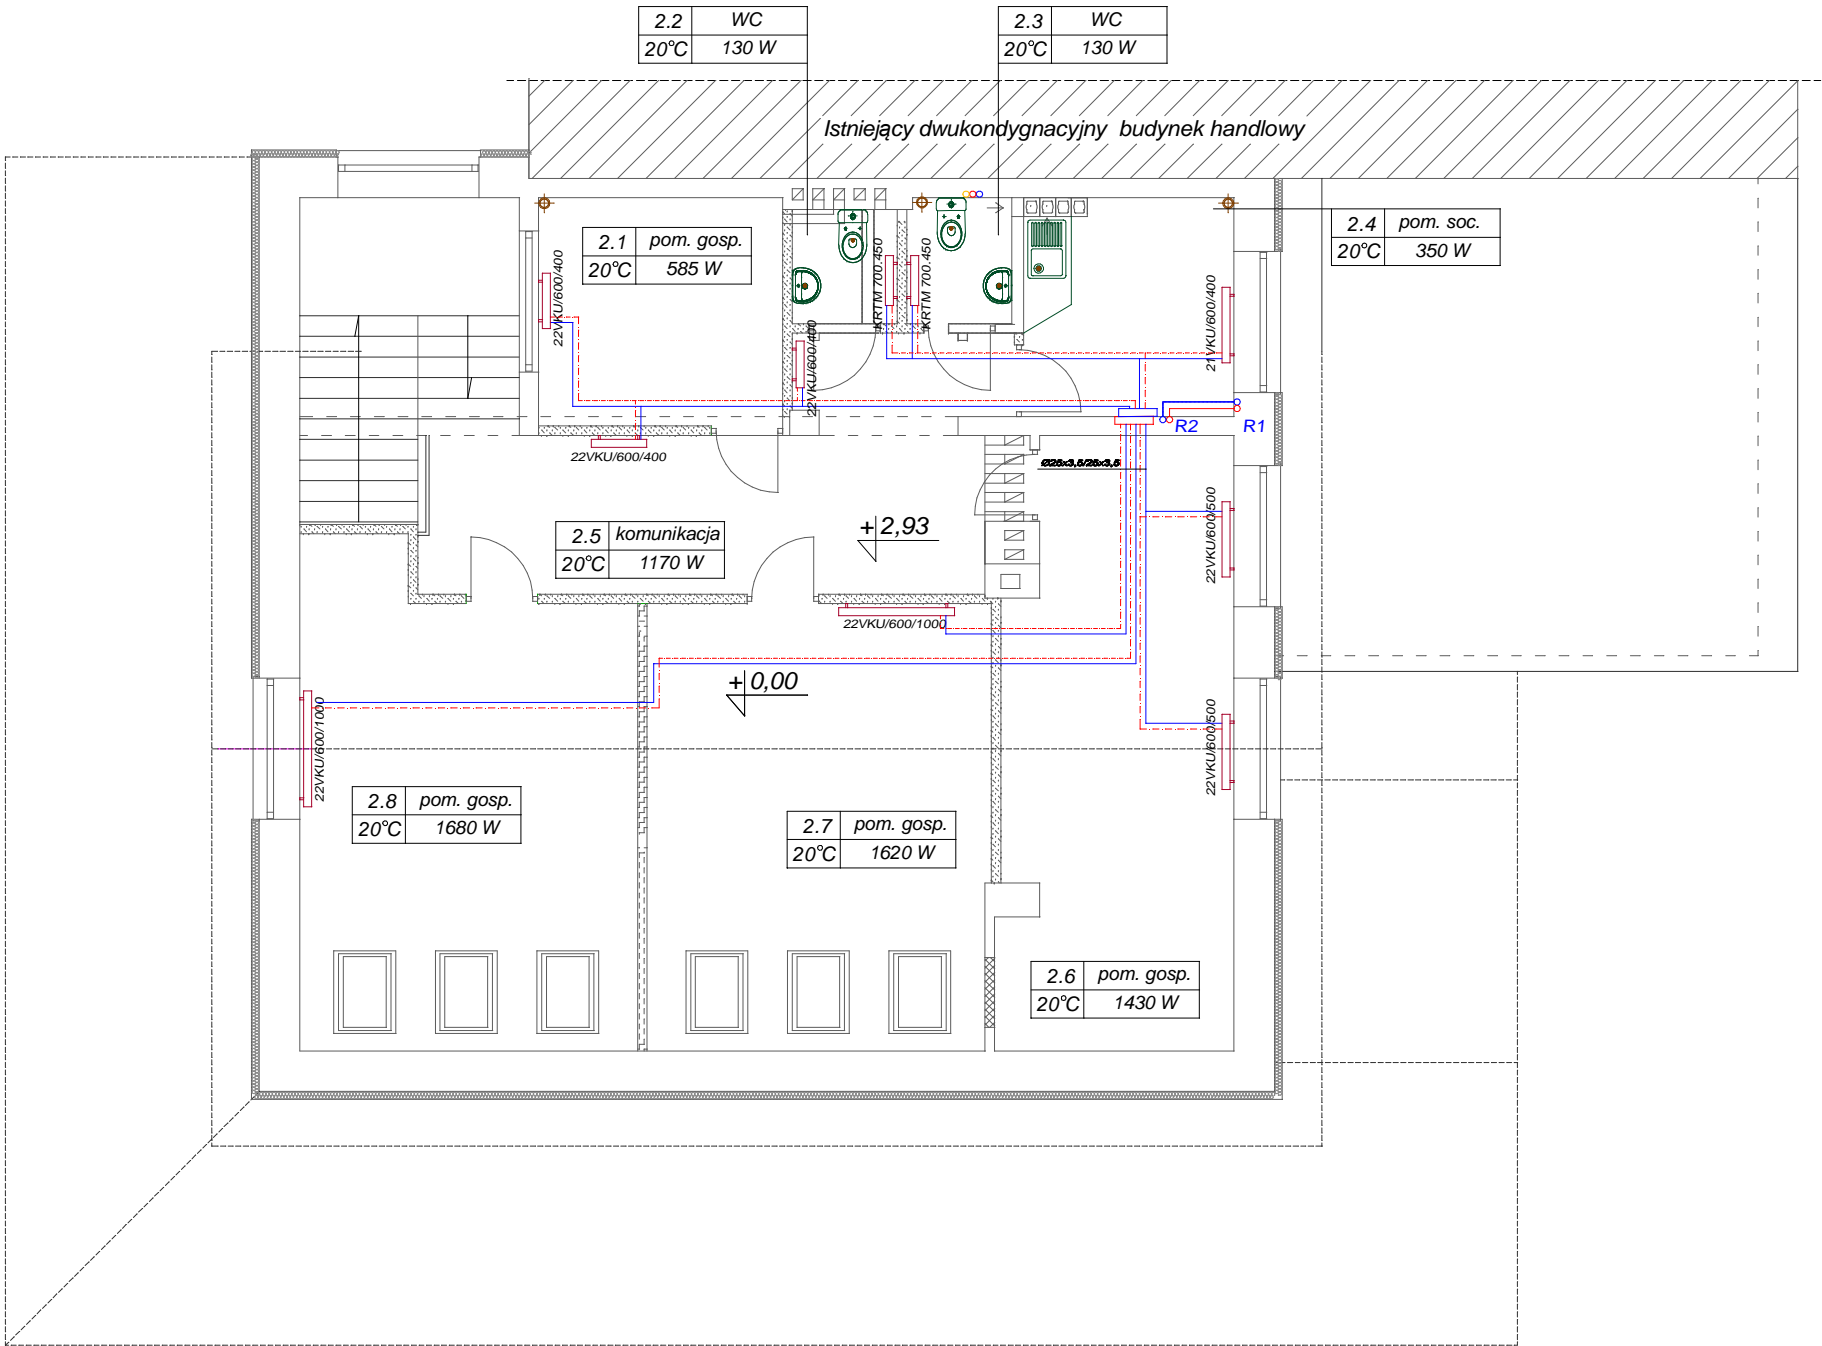 2.2 WC
20°C 130 W
2.3 WC
20°C 130 W
Istniejący dwukondygnacyjny budynek handlowy
2.1 pom. gosp.
20°C 585 W
2.4 pom. soc.
20°C 350 W
22VKU/600/400
KRTM 700.450
KRTM 700.450
21VKU/600/400
22VKU/600/400
R2
R1
22VKU/600/400
Ø25x3,5/25x3,5
2.5 komunikacja
20°C 1170 W
+2,93
22VKU/600/500
22VKU/600/1000
+0,00
22VKU/600/1000
22VKU/600/500
2.8 pom. gosp.
20°C 1680 W
2.7 pom. gosp.
20°C 1620 W
2.6 pom. gosp.
20°C 1430 W